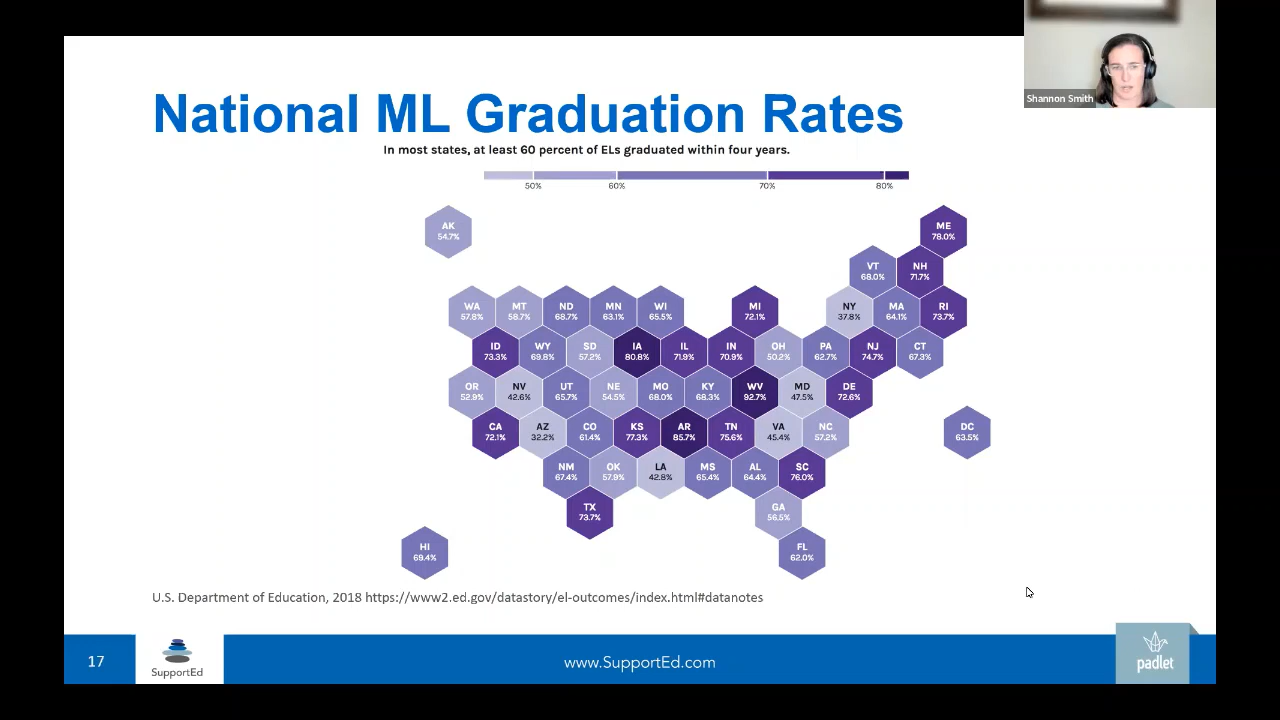 Shannon Smith
National ML Graduation Rates
In most states, at least 60 percent of ELs graduated within four years.
50% 60% 70% 80%
AK
54.7%
ME
78.0%
VT
68.0%
NH
71.7%
WA
57.8%
MT
58.7%
ND
68.7%
MN
63.1%
WI
65.5%
MI
72.1%
NY
37.8%
MA
64.1%
RI
73.7%
ID
73.3%
WY
69.8%
SD
57.2%
IA
80.8%
IL
71.9%
IN
70.9%
OH
50.2%
PA
62.7%
NJ
74.7%
CT
67.3%
OR
52.9%
NV
42.6%
UT
65.7%
NE
54.5%
MO
68.0%
KY
68.3%
WV
92.7%
MD
47.5%
DE
72.6%
CA
72.1%
AZ
32.2%
CO
61.4%
KS
77.3%
AR
85.7%
TN
75.6%
VA
45.4%
NC
57.2%
DC
63.5%
NM
67.4%
OK
57.9%
LA
42.8%
MS
65.4%
AL
64.4%
SC
76.0%
TX
73.7%
GA
56.5%
HI
69.4%
FL
62.0%
U.S. Department of Education, 2018 https://www2.ed.gov/datastory/el-outcomes/index.html#datanotes
17
SupportEd
www.SupportEd.com
padlet